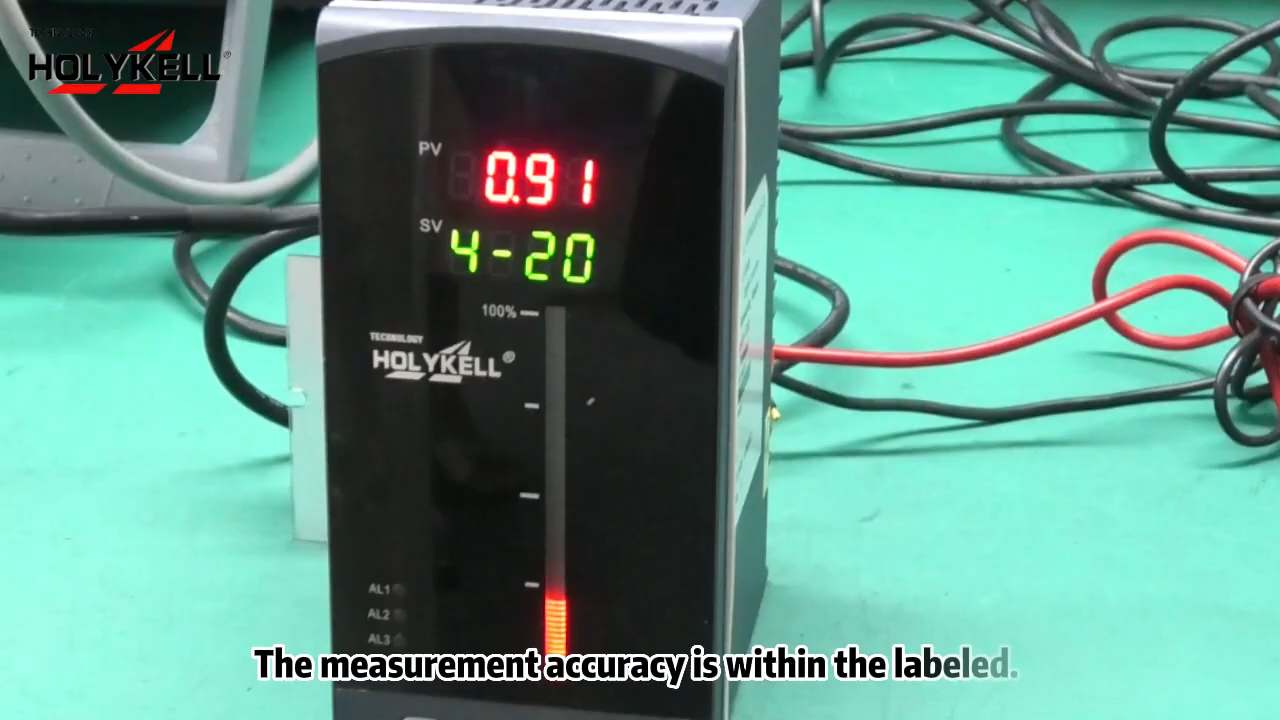 TECHNOLOGY
HOLYKELL®
PV 0.91
SV 4-20
100%
TECHNOLOGY
HOLYKELL®
AL1
AL2
AL3
The measurement accuracy is within the labeled.